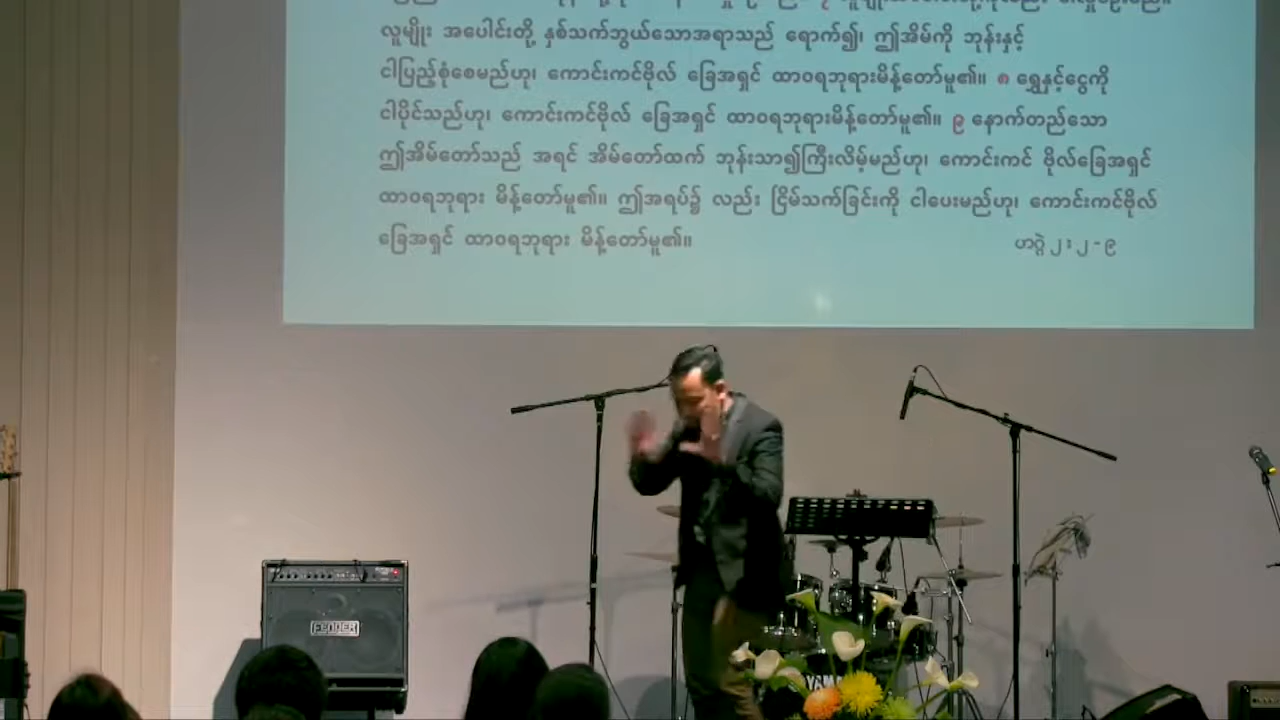 လူမျိုး အပေါင်းတို့ နှစ်သက်ဘွယ်သောအရာသည် ရောက်၍၊ ဤအိမ်ကို ဘုန်းနှင့်
ငါပြည့်စုံစေမည်ဟု၊ ကောင်းကင်ဗိုလ် ခြေအရှင် ထာဝရဘုရားမိန့်တော်မူ၏။ ၈ ရွှေနှင့်ငွေကို
ငါပိုင်သည်ဟု၊ ကောင်းကင်ဗိုလ် ခြေအရှင် ထာဝရဘုရားမိန့်တော်မူ၏။ ၉ နောက်တည်သော
ဤအိမ်တော်သည် အရင် အိမ်တော်ထက် ဘုန်းသာ၍ကြီးလိမ့်မည်ဟု၊ ကောင်းကင် ဗိုလ်ခြေအရှင်
ထာဝရဘုရား မိန့်တော်မူ၏။ ဤအရပ်၌ လည်း ငြိမ်သက်ခြင်းကို ငါပေးမည်ဟု၊ ကောင်းကင်ဗိုလ်
ခြေအရှင် ထာဝရဘုရား မိန့်တော်မူ၏။ ဟဂ္ဂဲ ၂း ၂ - ၉
FENDER
YAM